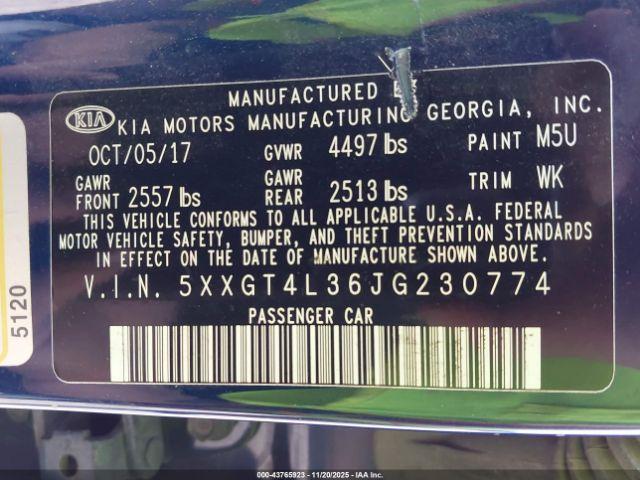 MANUFACTURED
KIA KIA MOTORS MANUFACTURING GEORGIA, INC.
OCT/05/17 GVWR 4497 lbs PAINT M5U
GAWR FRONT 2557 lbs GAWR REAR 2513 lbs TRIM WK
THIS VEHICLE CONFORMS TO ALL APPLICABLE U.S.A. FEDERAL
MOTOR VEHICLE SAFETY, BUMPER, AND THEFT PREVENTION STANDARDS
IN EFFECT ON THE DATE OF MANUFACTURE SHOWN ABOVE.
V.I.N. 5XXGT4L36JG230774
PASSENGER CAR
5120
000-43765923 - 11/20/2025 - IAA Inc.